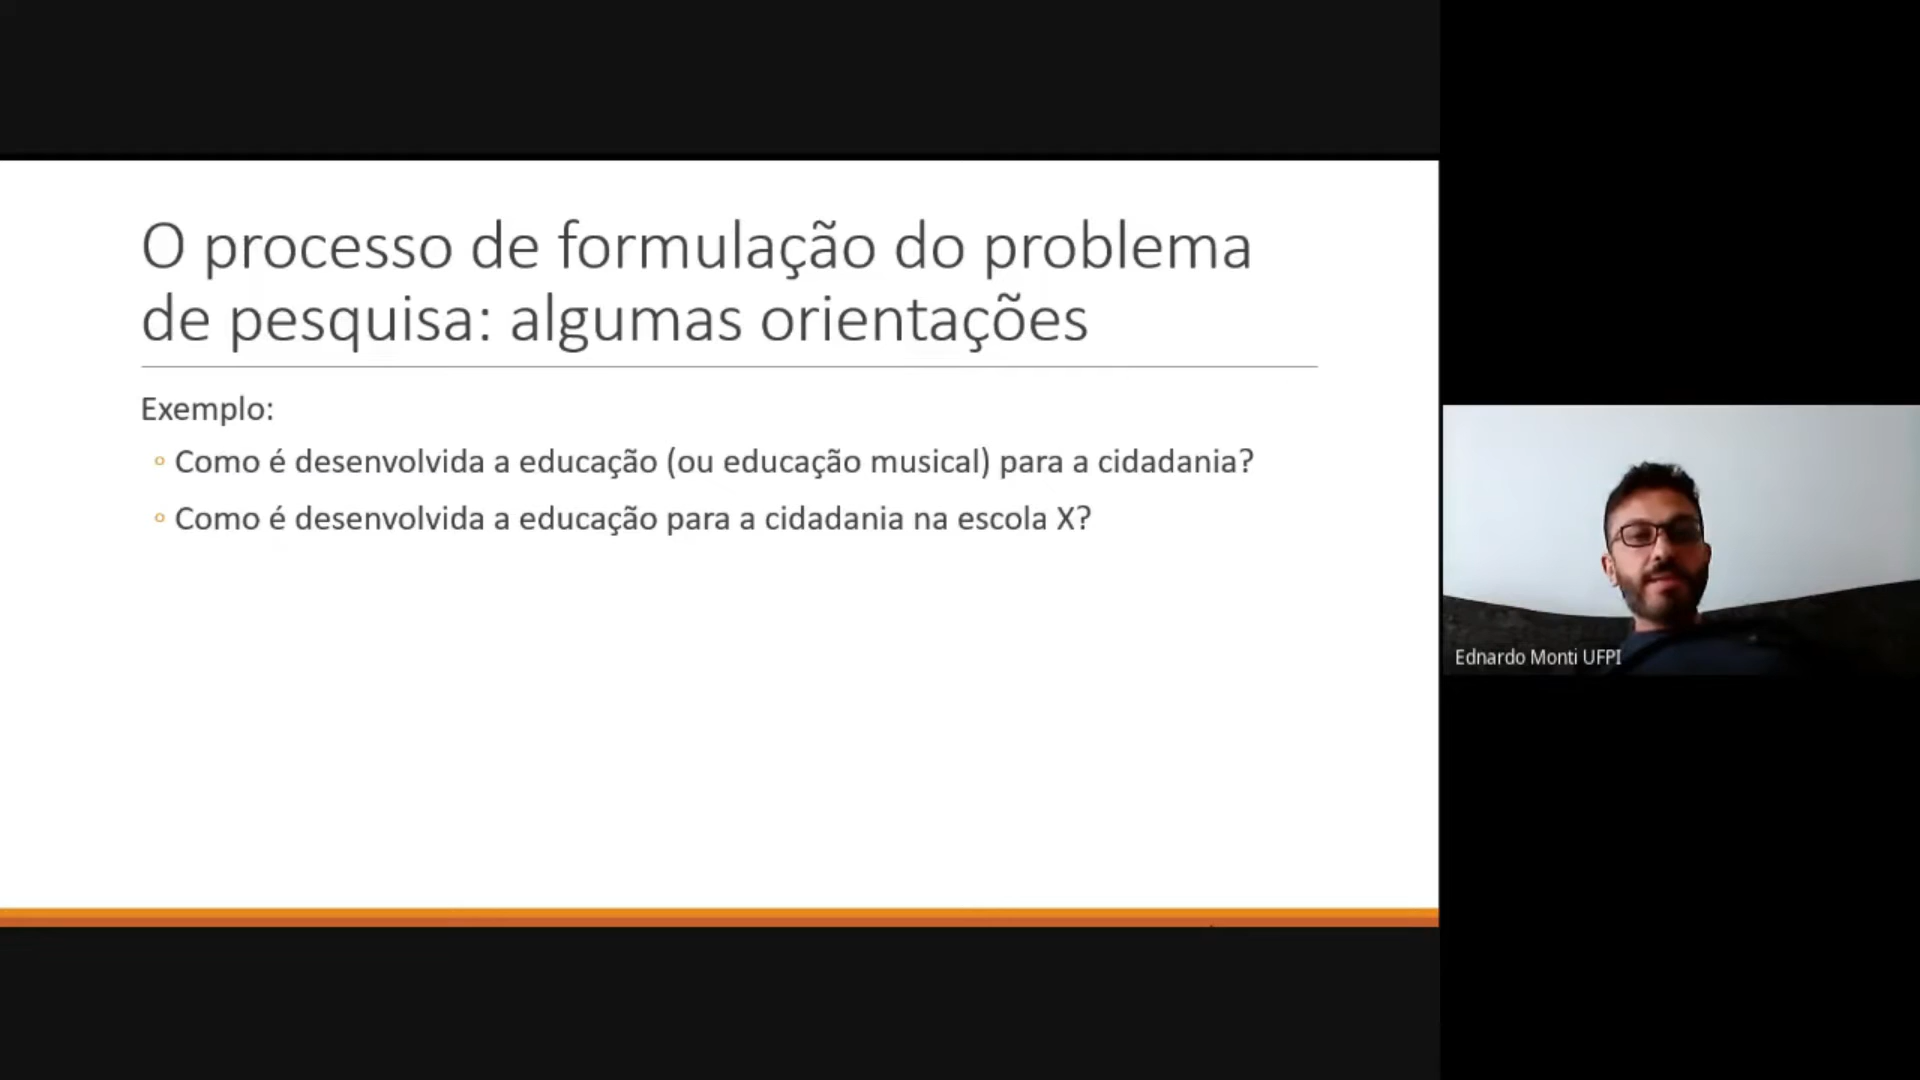 O processo de formulação do problema
de pesquisa: algumas orientações
Exemplo:
◦ Como é desenvolvida a educação (ou educação musical) para a cidadania?
◦ Como é desenvolvida a educação para a cidadania na escola X?
Ednardo Monti UFPI